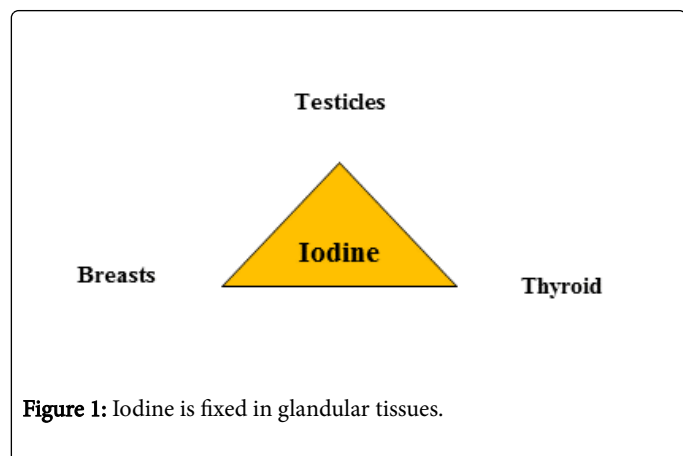 Testicles
Iodine
Breasts
Thyroid
Figure 1: Iodine is fixed in glandular tissues.